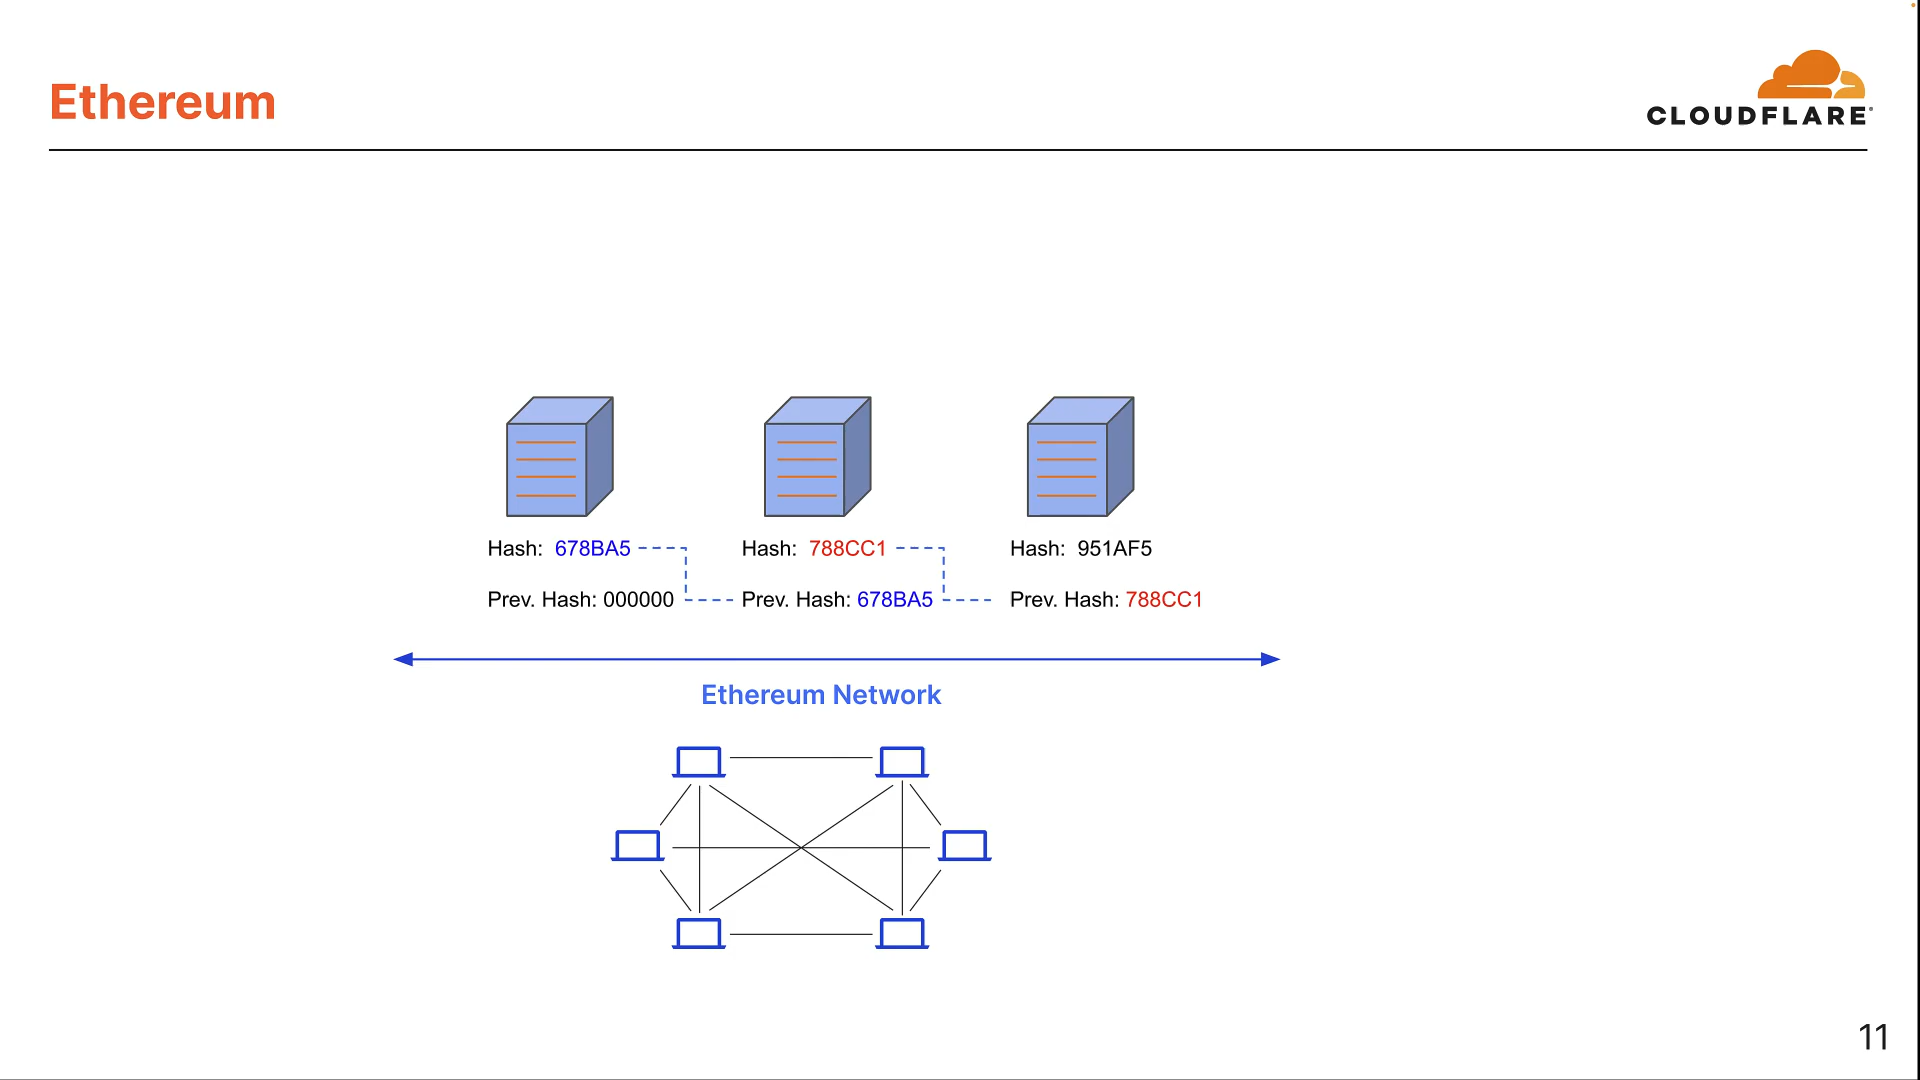 Ethereum
CLOUDFLARE
Hash: 678BA5
Hash: 788CC1
Hash: 951AF5
Prev. Hash: 000000
Prev. Hash: 678BA5
Prev. Hash: 788CC1
Ethereum Network
11